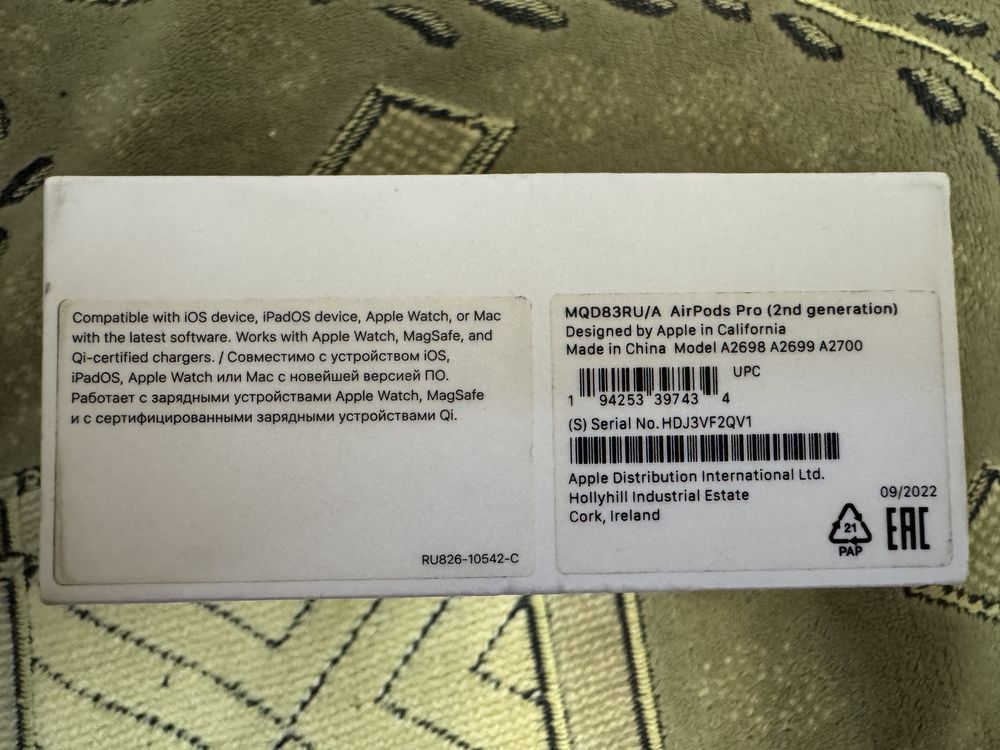 Compatible with iOS device, iPadOS device, Apple Watch, or Mac
with the latest software. Works with Apple Watch, MagSafe, and
Qi-certified chargers. / Совместимо с устройством iOS,
iPadOS, Apple Watch или Mac с новейшей версией ПО.
Работает с зарядными устройствами Apple Watch, MagSafe
и с сертифицированными зарядными устройствами Qi.
RU826-10542-C
MQD83RU/A AirPods Pro (2nd generation)
Designed by Apple in California
Made in China Model A2698 A2699 A2700
UPC
1 94253 39743 4
(S) Serial No. HDJ3VF2QV1
Apple Distribution International Ltd.
Hollyhill Industrial Estate
Cork, Ireland
09/2022
21
PAP
EAC